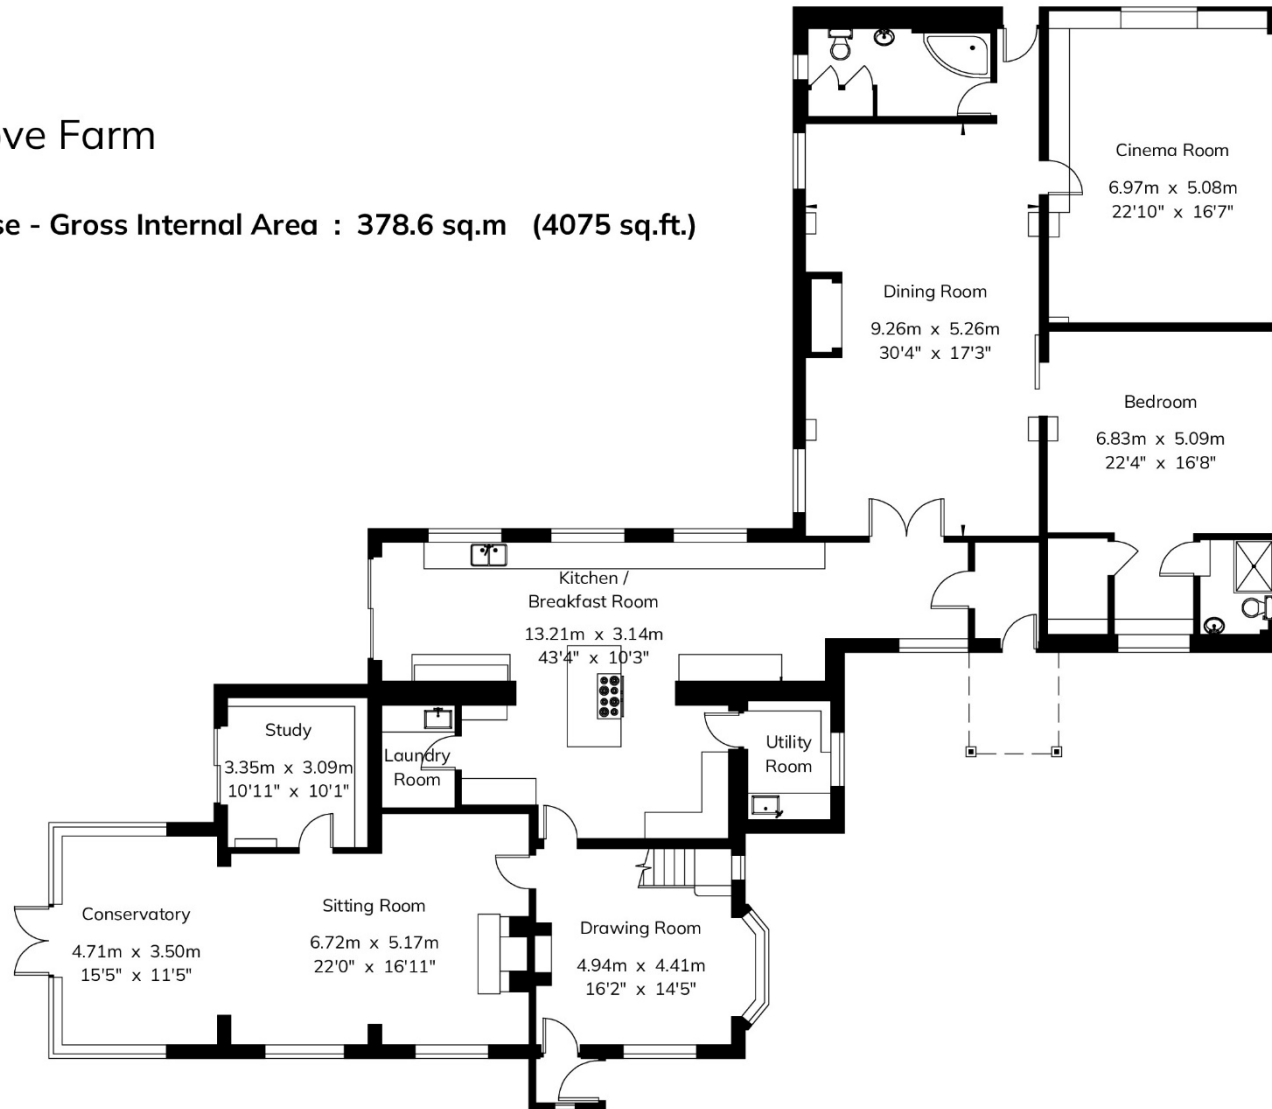 ove Farm
se - Gross Internal Area : 378.6 sq.m (4075 sq.ft.)
Cinema Room
6.97m x 5.08m
22'10" x 16'7"
Dining Room
9.26m x 5.26m
30'4" x 17'3"
Bedroom
6.83m x 5.09m
22'4" x 16'8"
Kitchen /
Breakfast Room
13.21m x 3.14m
43'4" x 10'3"
Study
3.35m x 3.09m
10'11" x 10'1"
Laundry
Room
Utility
Room
Conservatory
4.71m x 3.50m
15'5" x 11'5"
Sitting Room
6.72m x 5.17m
22'0" x 16'11"
Drawing Room
4.94m x 4.41m
16'2" x 14'5"